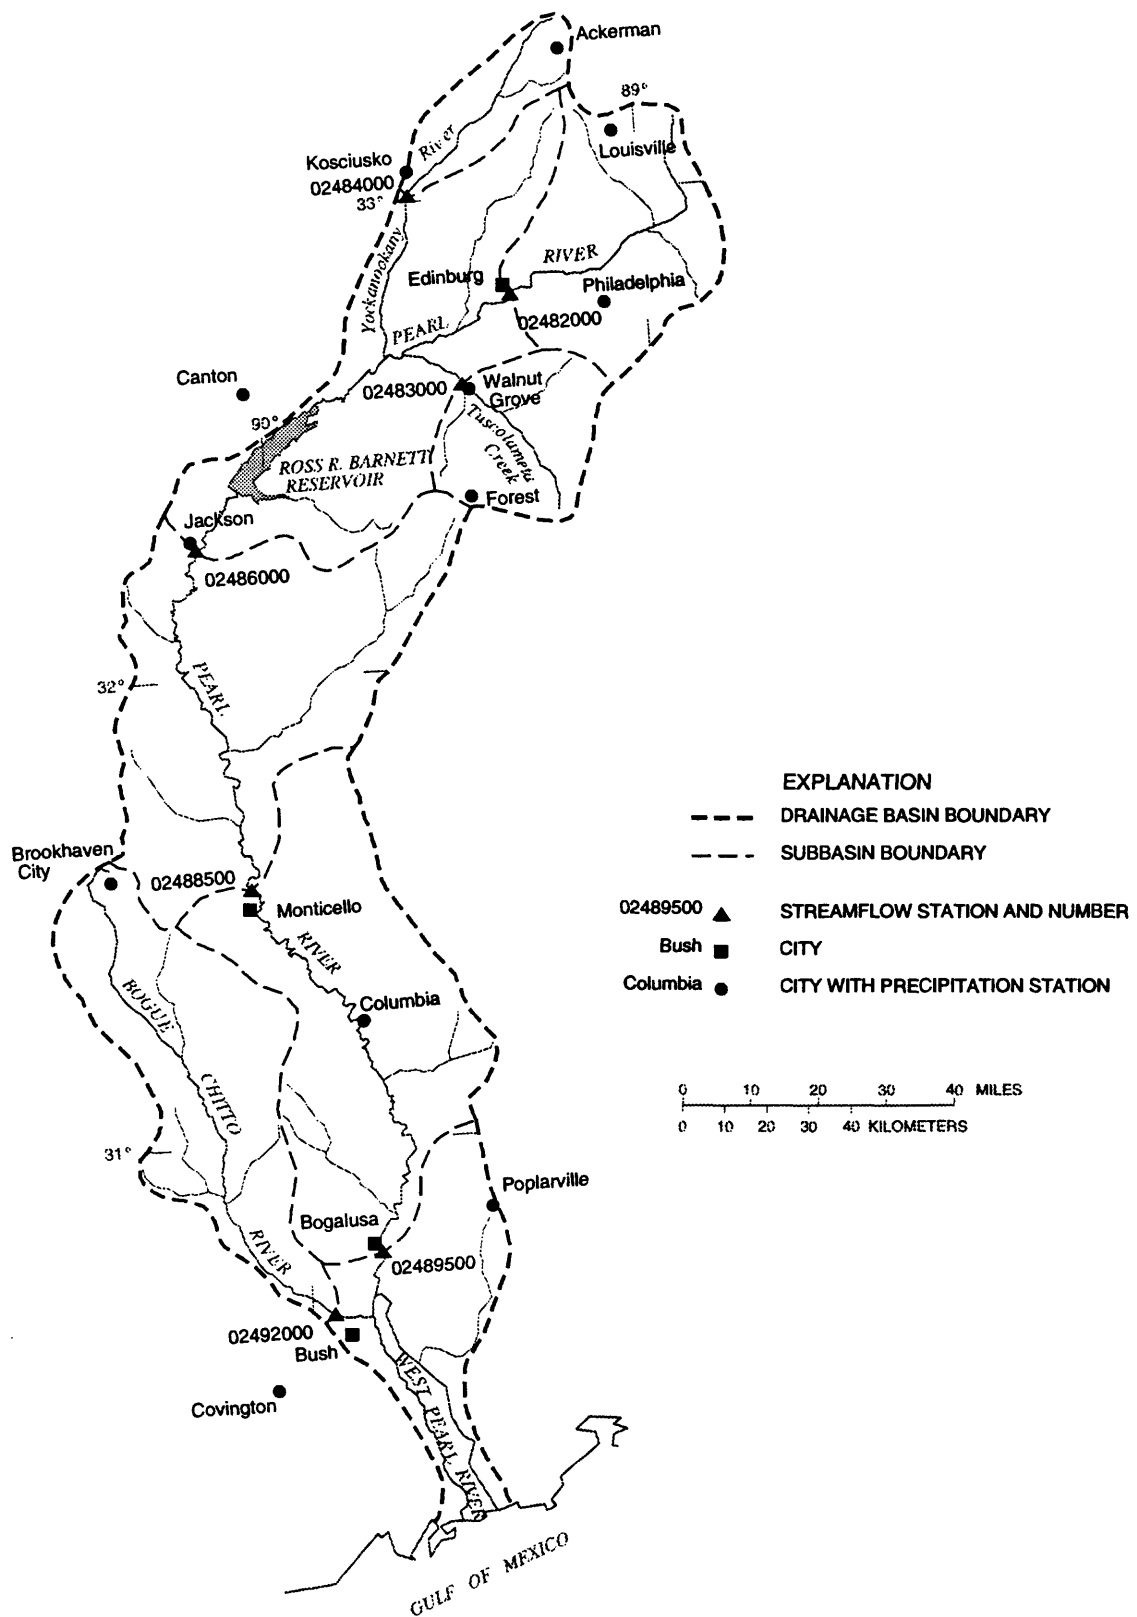 Ackerman
89°
Louisville
River
Kosciusko
02484000
33°
Yockanookany
RIVER
Edinburg
Philadelphia
PEARL
02482000
Canton
02483000
Walnut
Grove
90°
Tuscolameta
Creek
ROSS R. BARNETT
RESERVOIR
Forest
Jackson
02486000
PEARL
32°
EXPLANATION
DRAINAGE BASIN BOUNDARY
SUBBASIN BOUNDARY
02489500 STREAMFLOW STATION AND NUMBER
Bush CITY
Columbia CITY WITH PRECIPITATION STATION
0 10 20 30 40 MILES
0 10 20 30 40 KILOMETERS
Brookhaven
City
02488500
Monticello
RIVER
BOGUE
Columbia
CHITTO
31°
Poplarville
Bogalusa
RIVER
02489500
02492000
Bush
WEST PEARL RIVER
Covington
GULF OF MEXICO